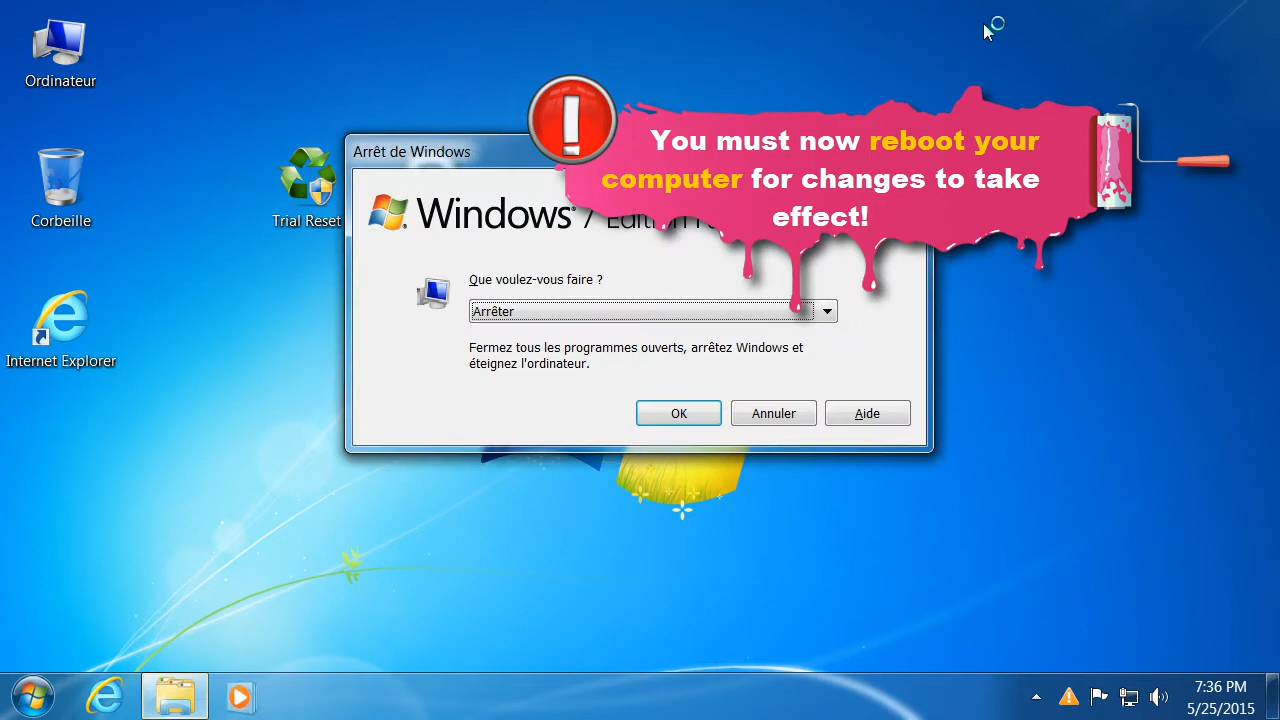 Ordinateur
Corbeille
Internet Explorer
Trial Reset
Arrêt de Windows
You must now reboot your
computer for changes to take
effect!
Windows 7 Edition
Que voulez-vous faire ?
Arrêter
Fermez tous les programmes ouverts, arrêtez Windows et
éteignez l'ordinateur.
OK
Annuler
Aide
7:36 PM
5/25/2015